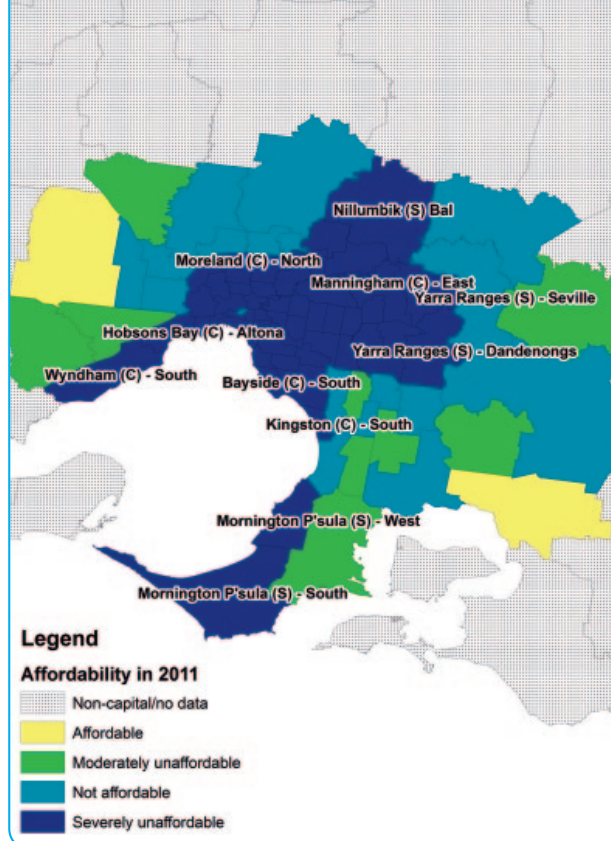 Nillumbik (S) Bal
Moreland (C) - North
Manningham (C) - East
Yarra Ranges (S) - Seville
Hobsons Bay (C) - Altona
Yarra Ranges (S) - Dandenongs
Wyndham (C) - South
Bayside (C) - South
Kingston (C) - South
Mornington P'sula (S) - West
Mornington P'sula (S) - South
Legend
Affordability in 2011
Non-capital/no data
Affordable
Moderately unaffordable
Not affordable
Severely unaffordable